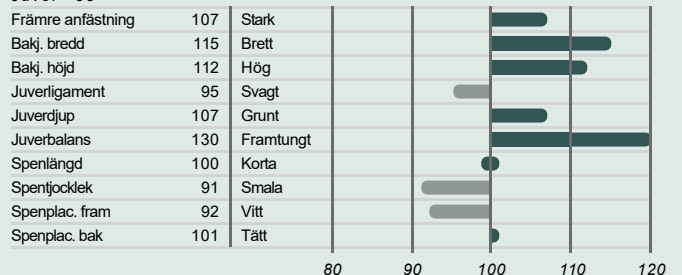 Främre anfästning 107 Stark
Bakj. bredd 115 Brett
Bakj. höjd 112 Hög
Juverligament 95 Svagt
Juverdjup 107 Grunt
Juverbalans 130 Framtungt
Spenlängd 100 Korta
Spentjocklek 91 Smala
Spenplac. fram 92 Vitt
Spenplac. bak 101 Tätt
80 90 100 110 120